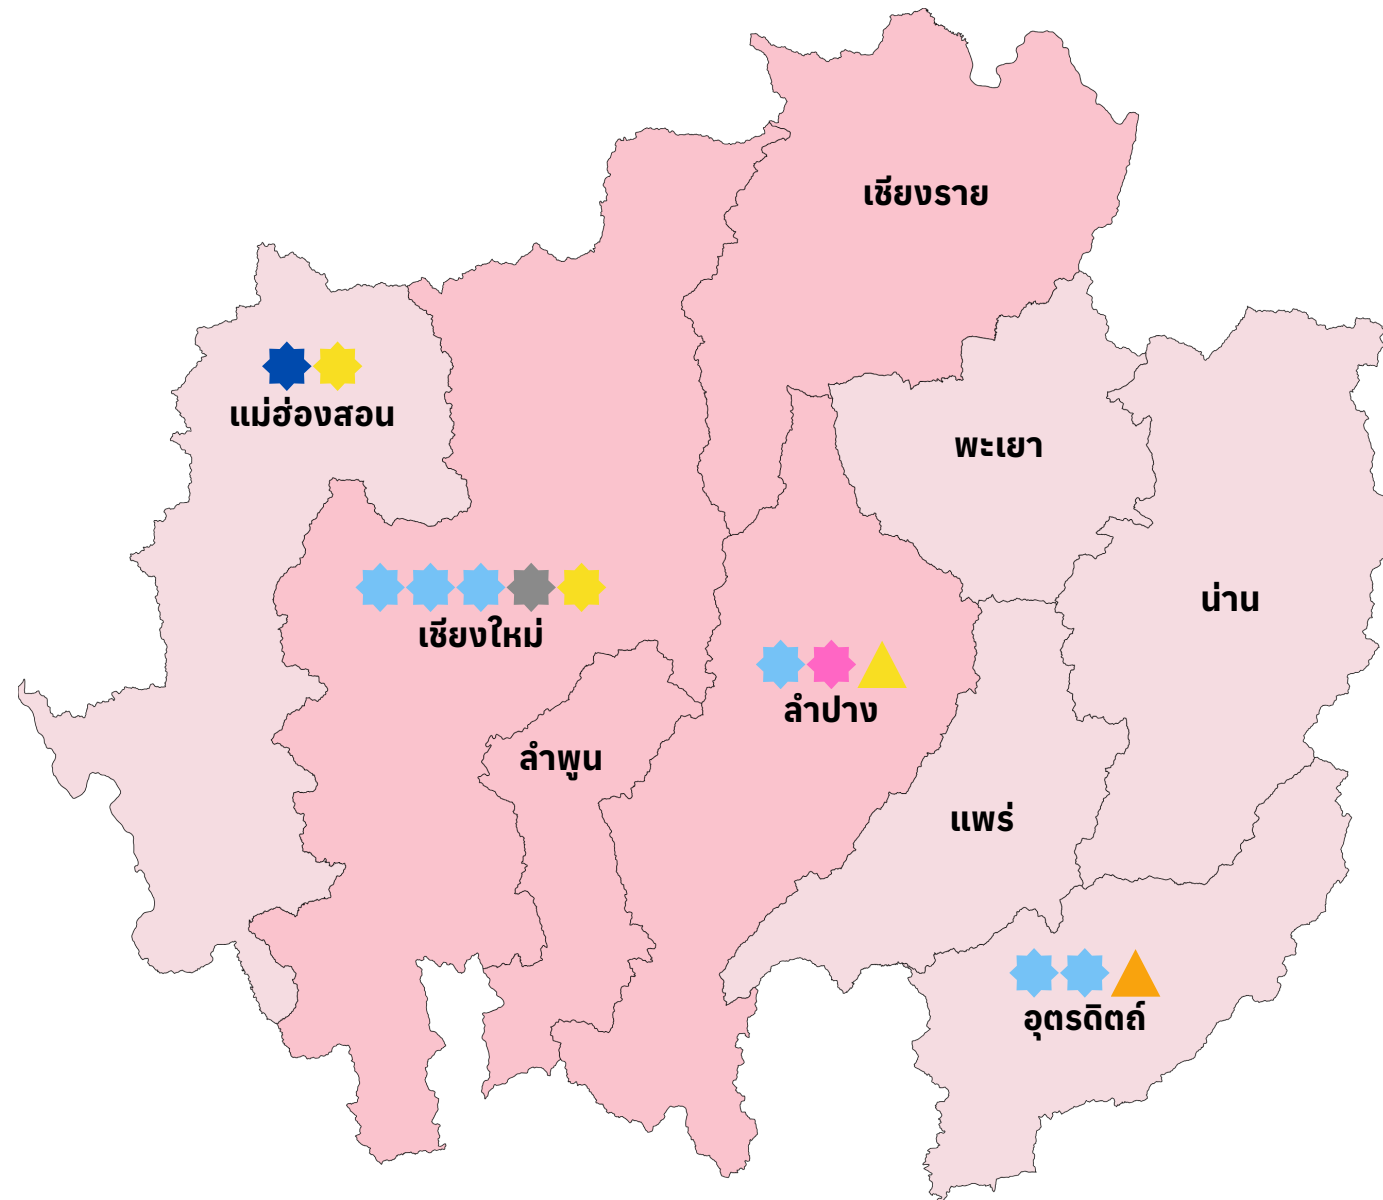 เชียงราย
แม่ฮ่องสอน
พะเยา
น่าน
เชียงใหม่
ลำปาง
ลำพูน
แพร่
อุตรดิตถ์